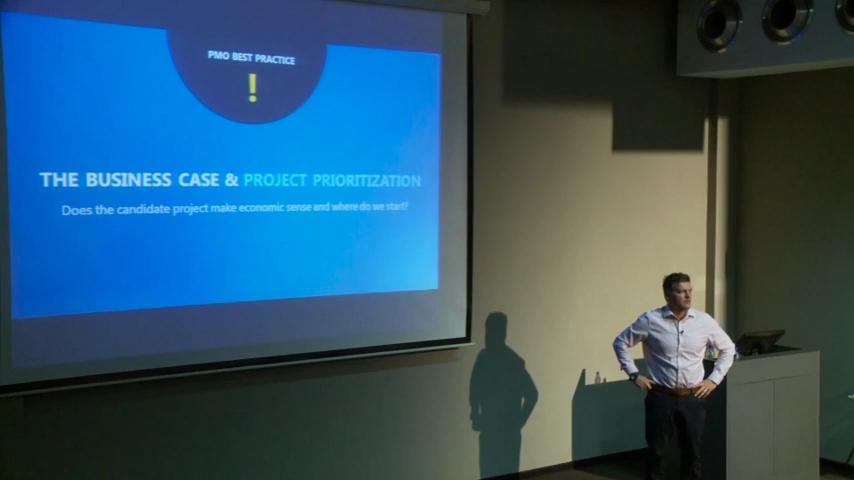 PMO BEST PRACTICE
!
THE BUSINESS CASE & PROJECT PRIORITIZATION
Does the candidate project make economic sense and where do we start?